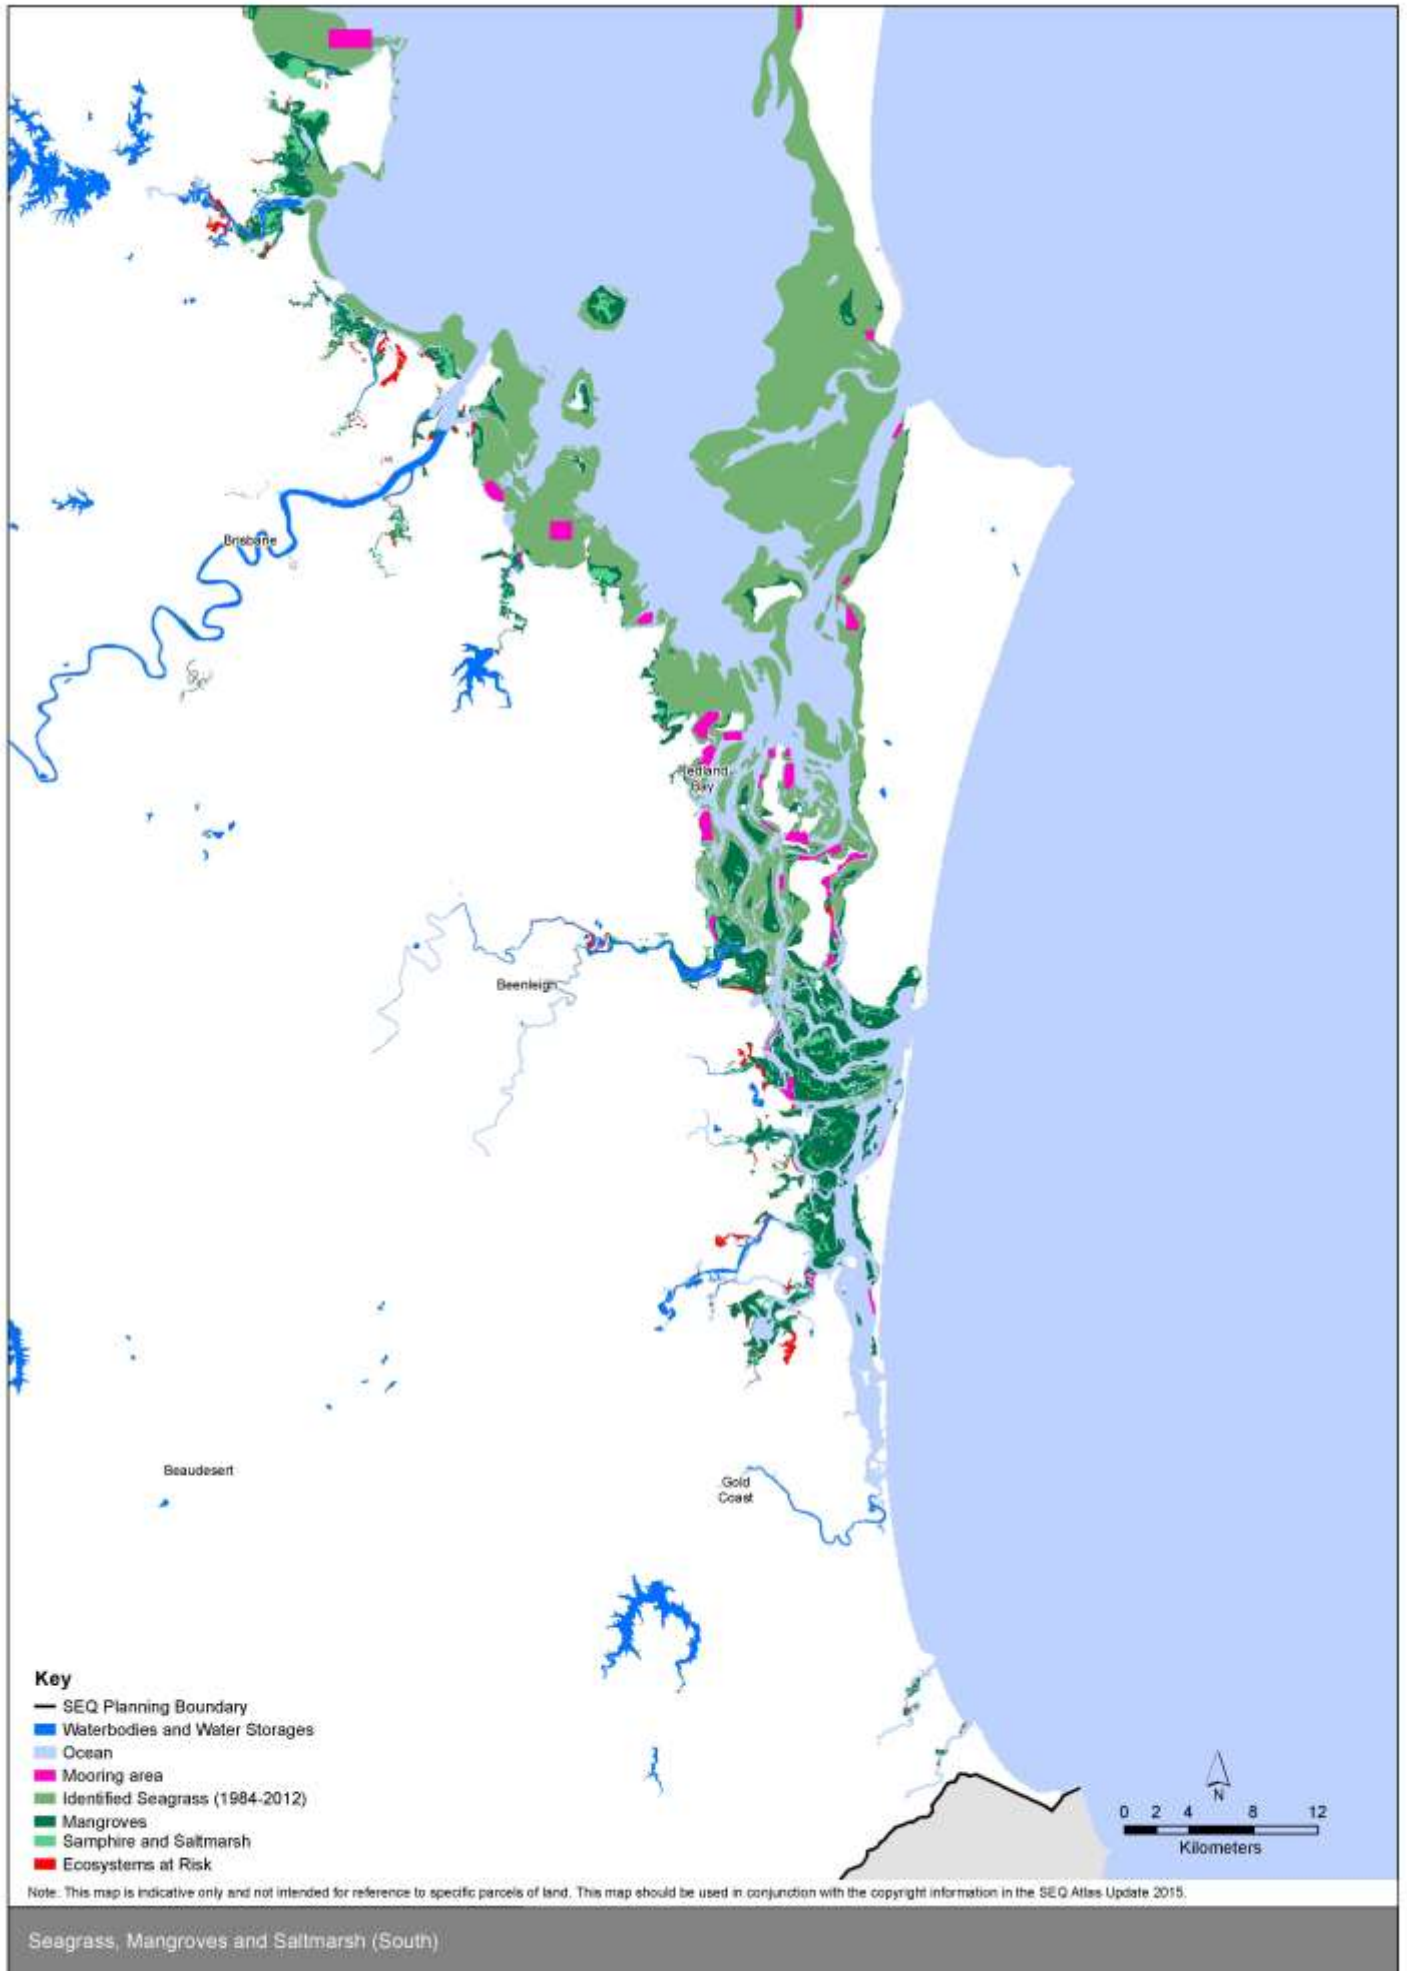 Brisbane
edland
Bay
Beenleigh
Beaudesert
Gold
Coast
Key
SEQ Planning Boundary
Waterbodies and Water Storages
Ocean
Mooring area
Identified Seagrass (1984-2012)
Mangroves
Samphire and Saltmarsh
Ecosystems at Risk
N
0 2 4 8 12
Kilometers
Note: This map is indicative only and not intended for reference to specific parcels of land. This map should be used in conjunction with the copyright information in the SEQ Atlas Update 2015.
Seagrass, Mangroves and Saltmarsh (South)